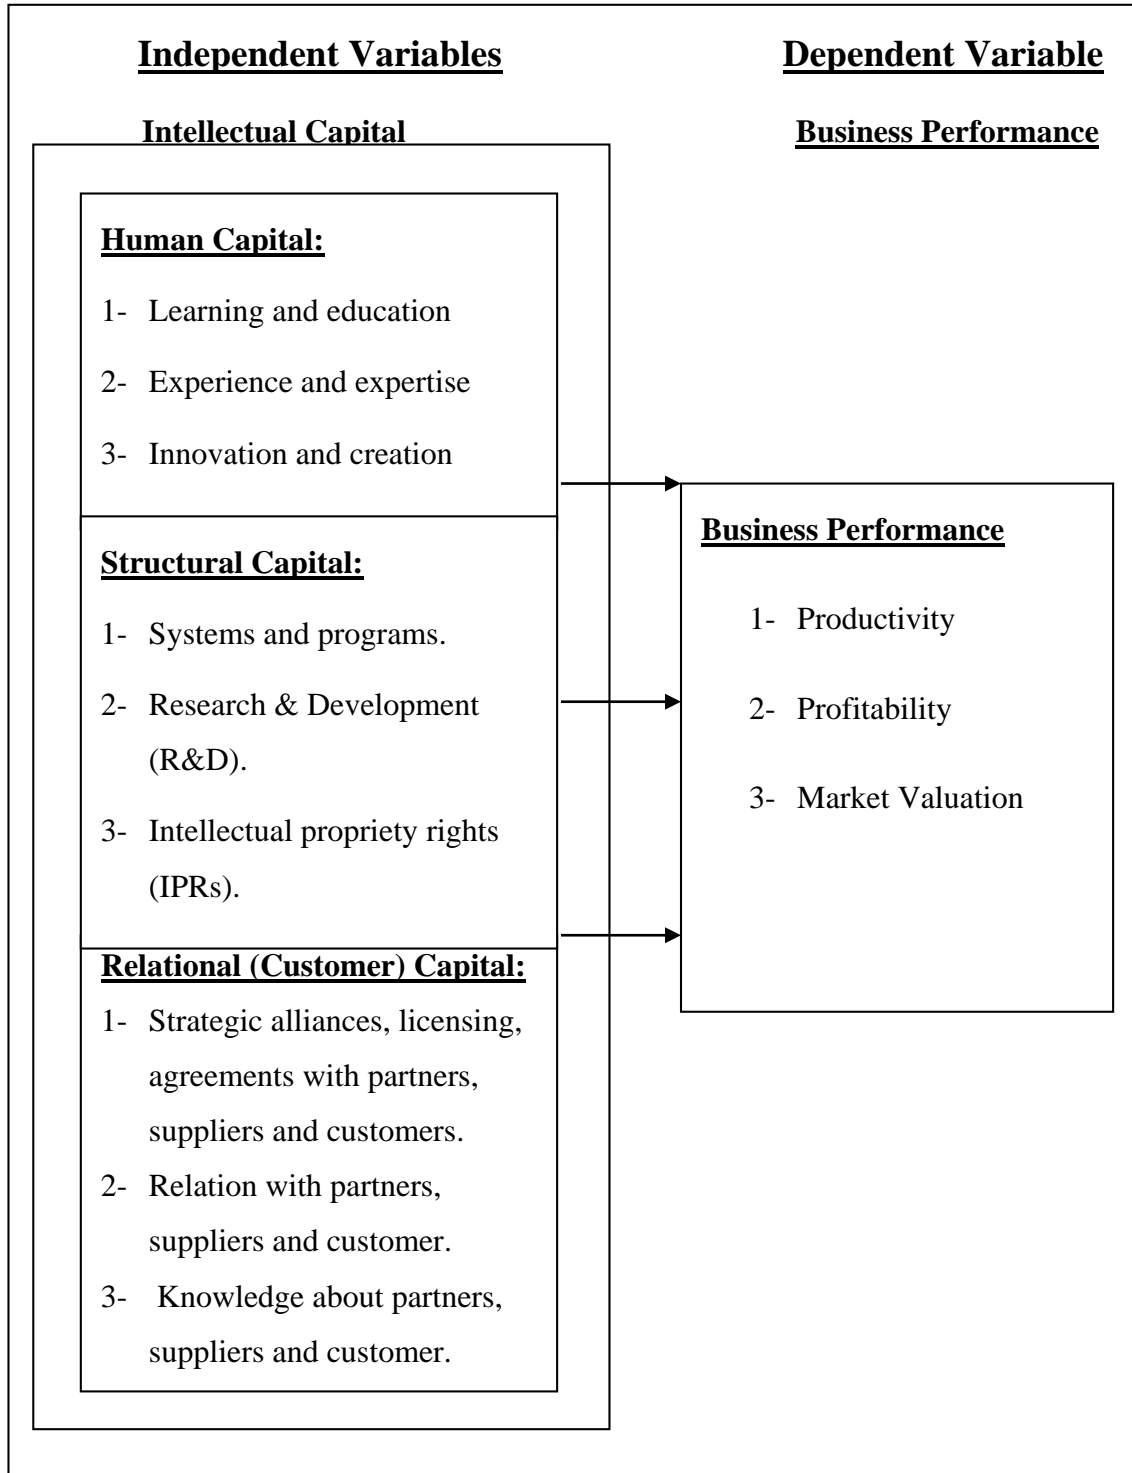 Independent Variables
Dependent Variable
Intellectual Capital
Business Performance
Human Capital:
1- Learning and education
2- Experience and expertise
3- Innovation and creation
Structural Capital:
1- Systems and programs.
2- Research & Development
(R&D).
3- Intellectual propriety rights
(IPRs).
Relational (Customer) Capital:
1- Strategic alliances, licensing,
agreements with partners,
suppliers and customers.
2- Relation with partners,
suppliers and customer.
3- Knowledge about partners,
suppliers and customer.
Business Performance
1- Productivity
2- Profitability
3- Market Valuation